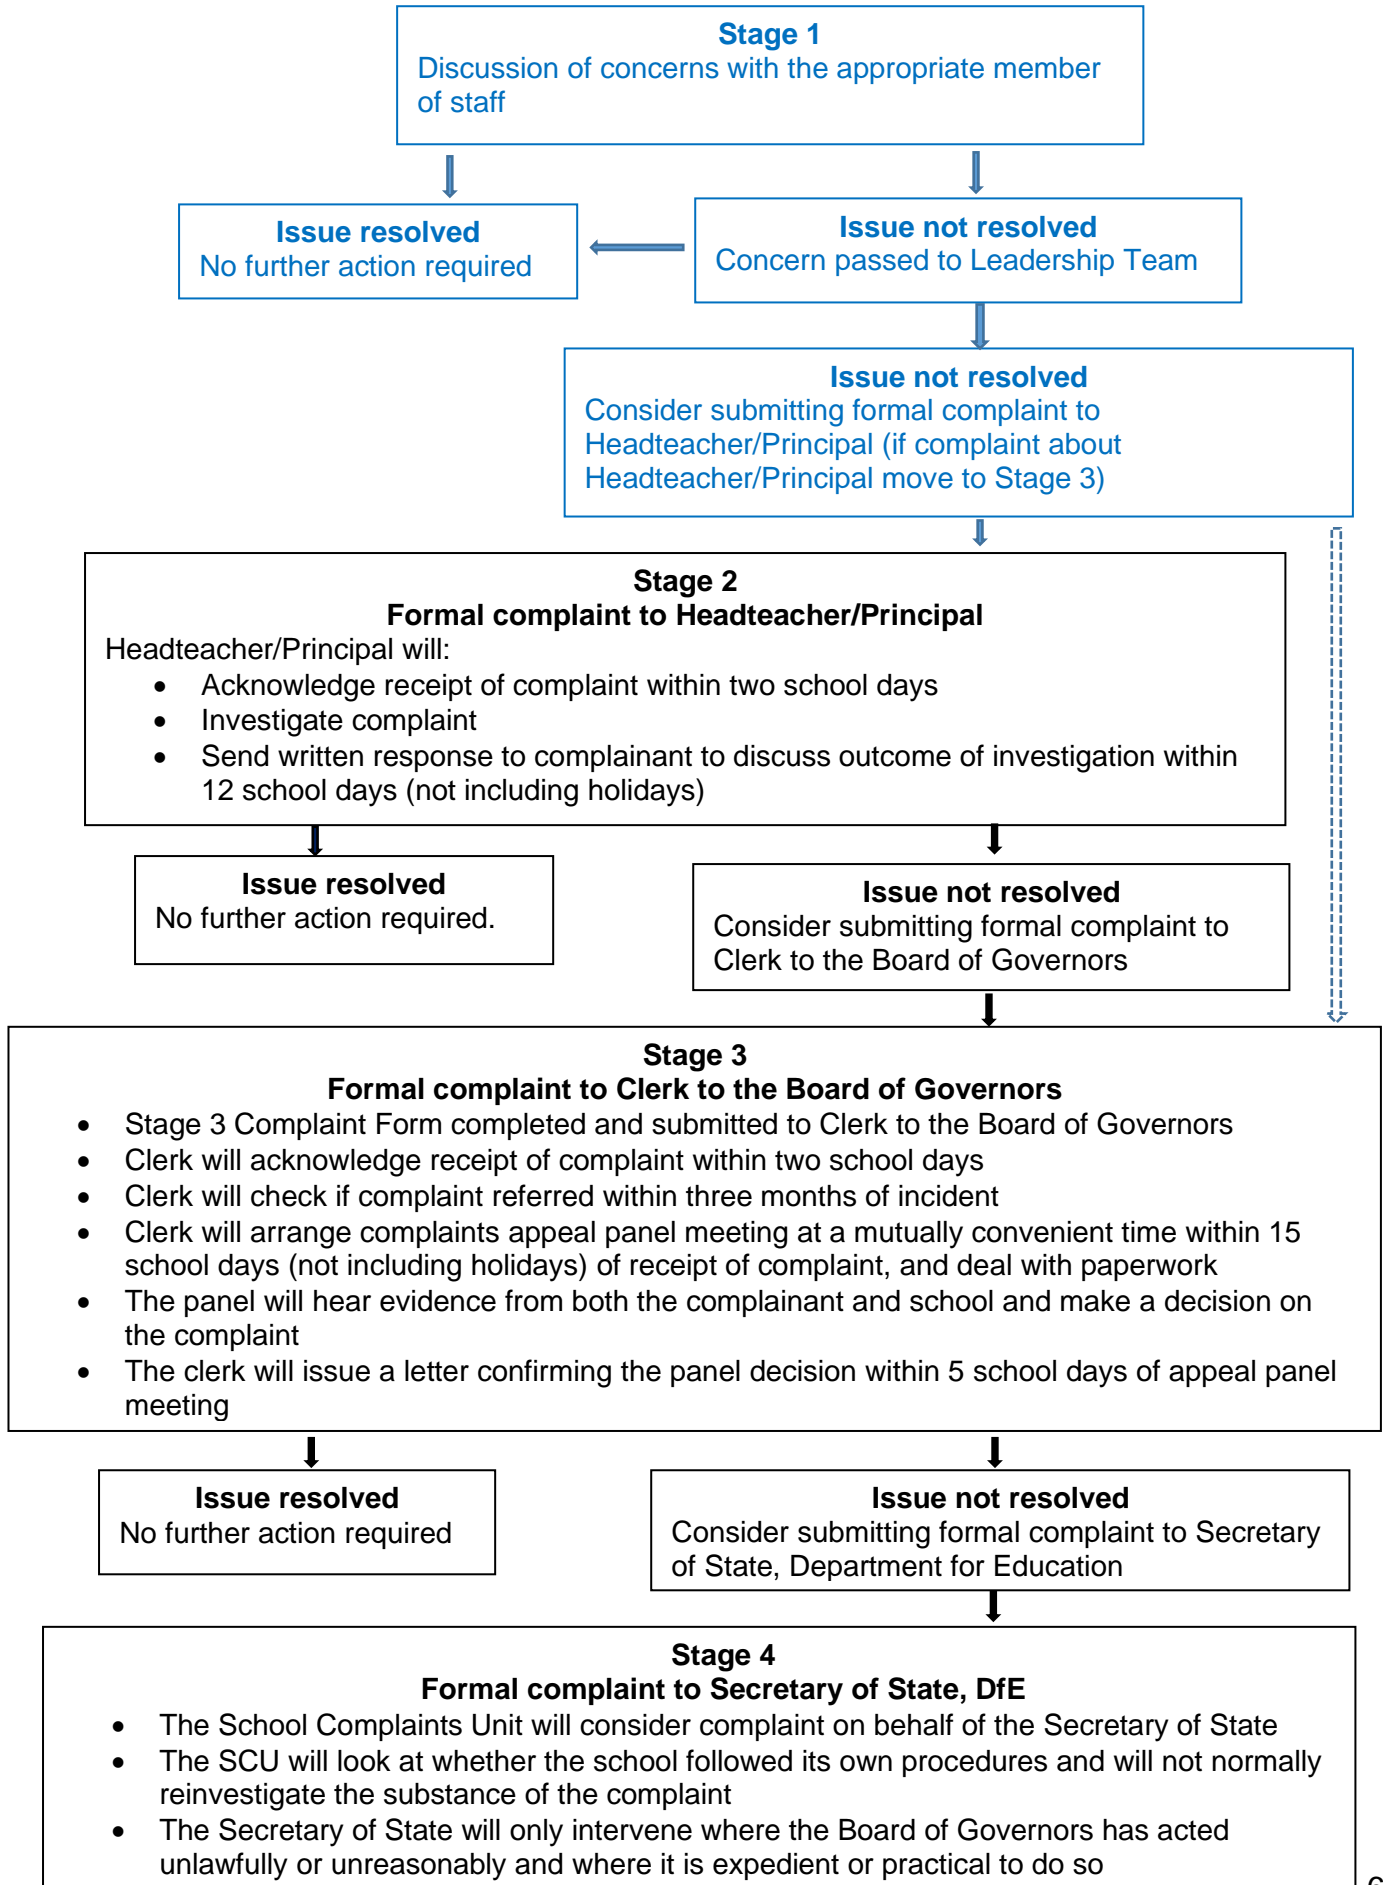 Stage 1
Discussion of concerns with the appropriate member
of staff
Issue resolved
No further action required
Issue not resolved
Concern passed to Leadership Team
Issue not resolved
Consider submitting formal complaint to
Headteacher/Principal (if complaint about
Headteacher/Principal move to Stage 3)
Stage 2
Formal complaint to Headteacher/Principal
Headteacher/Principal will:
• Acknowledge receipt of complaint within two school days
• Investigate complaint
• Send written response to complainant to discuss outcome of investigation within
12 school days (not including holidays)
Issue resolved
No further action required.
Issue not resolved
Consider submitting formal complaint to
Clerk to the Board of Governors
Stage 3
Formal complaint to Clerk to the Board of Governors
• Stage 3 Complaint Form completed and submitted to Clerk to the Board of Governors
• Clerk will acknowledge receipt of complaint within two school days
• Clerk will check if complaint referred within three months of incident
• Clerk will arrange complaints appeal panel meeting at a mutually convenient time within 15
school days (not including holidays) of receipt of complaint, and deal with paperwork
• The panel will hear evidence from both the complainant and school and make a decision on
the complaint
• The clerk will issue a letter confirming the panel decision within 5 school days of appeal panel
meeting
Issue resolved
No further action required
Issue not resolved
Consider submitting formal complaint to Secretary
of State, Department for Education
Stage 4
Formal complaint to Secretary of State, DfE
• The School Complaints Unit will consider complaint on behalf of the Secretary of State
• The SCU will look at whether the school followed its own procedures and will not normally
reinvestigate the substance of the complaint
• The Secretary of State will only intervene where the Board of Governors has acted
unlawfully or unreasonably and where it is expedient or practical to do so